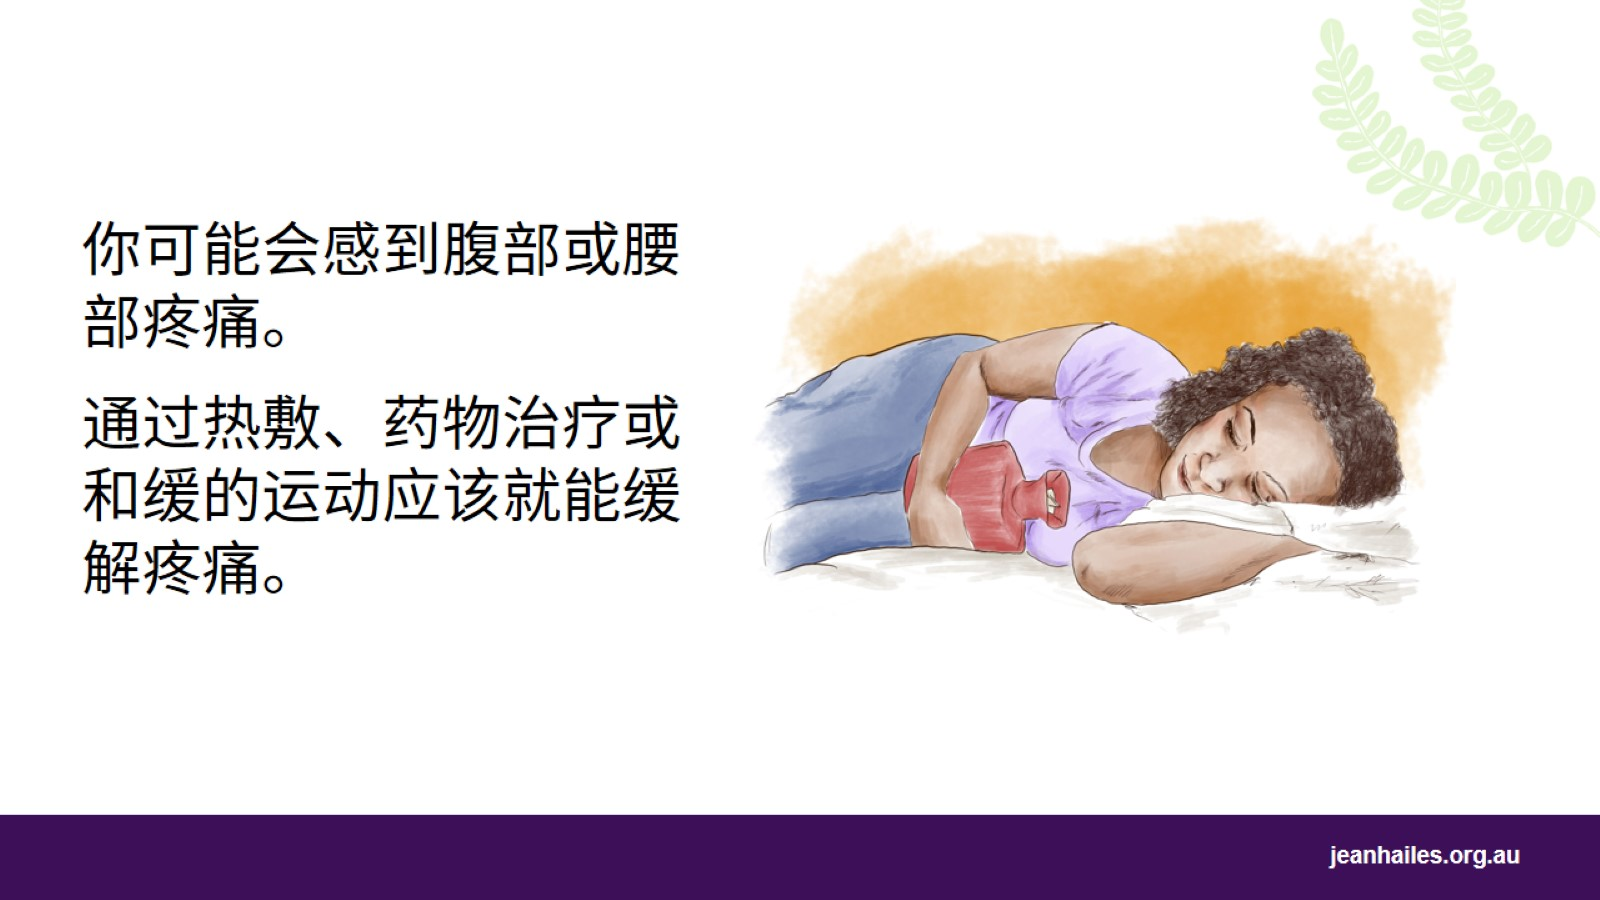 你可能会感到腹部或腰
部疼痛。
通过热敷、药物治疗或
和缓的运动应该就能缓
解疼痛。
jeanhailes.org.au